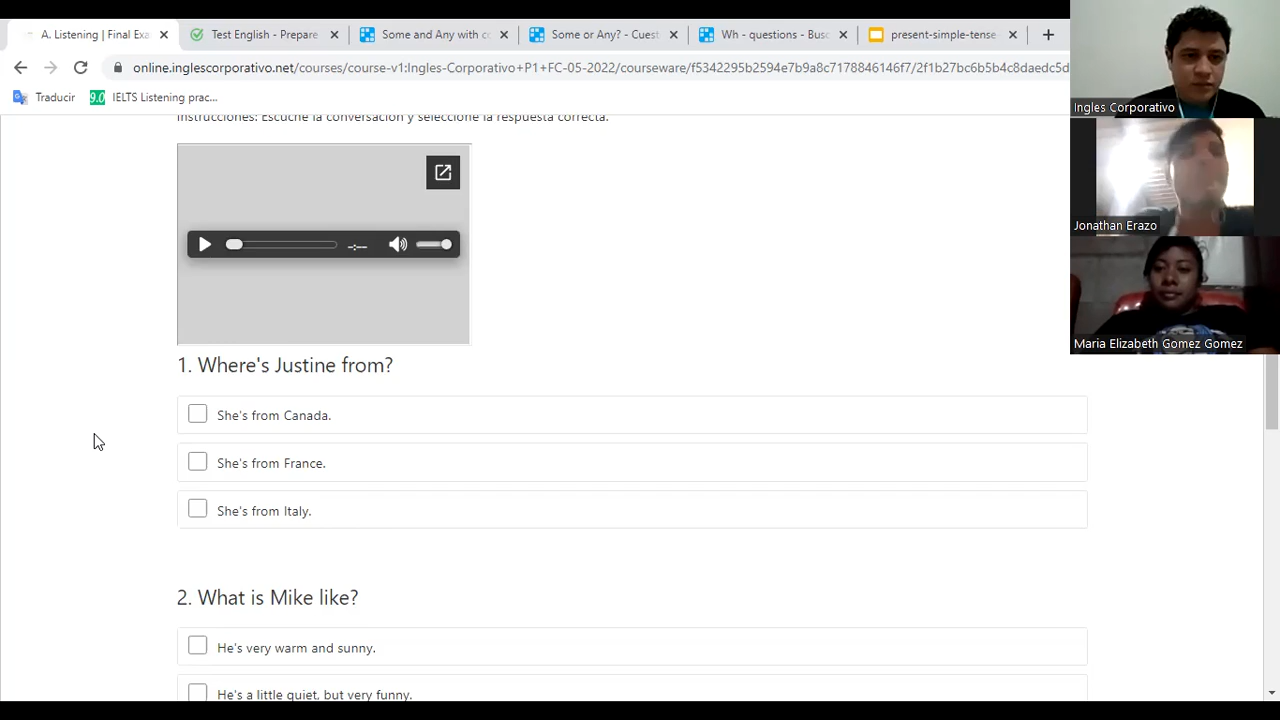 A. Listening | Final Exa
Test English - Prepare
Some and Any with c
Some or Any? - Cuest
Wh - questions - Busc
present-simple-tense
online.inglescorporativo.net/courses/course-v1:Ingles-Corporativo+P1+FC-05-2022/courseware/f5342295b2594e7b9a8c7178846146f7/2f1b27bc6b5b4c8daedc5d
Traducir
9.0 IELTS Listening prac...
Instrucciones: Escuche la conversación y seleccione la respuesta correcta.
--:--
1. Where's Justine from?
She's from Canada.
She's from France.
She's from Italy.
2. What is Mike like?
He's very warm and sunny.
He's a little quiet, but very funny.
Ingles Corporativo
Jonathan Erazo
Maria Elizabeth Gomez Gomez